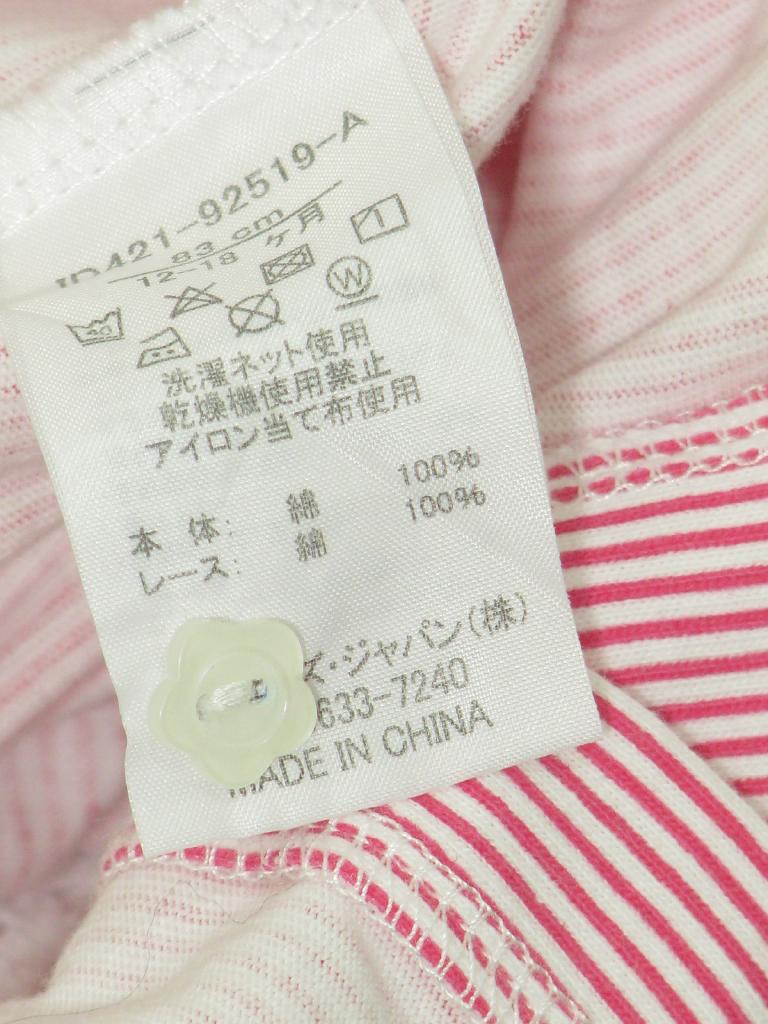 ID421-92519-A
83 cm
12-18 ケ月
洗濯ネット使用
乾燥機使用禁止
アイロン当て布使用
本 体: 綿 100%
レース: 綿 100%
ズ・ジャパン(株)
633-7240
MADE IN CHINA